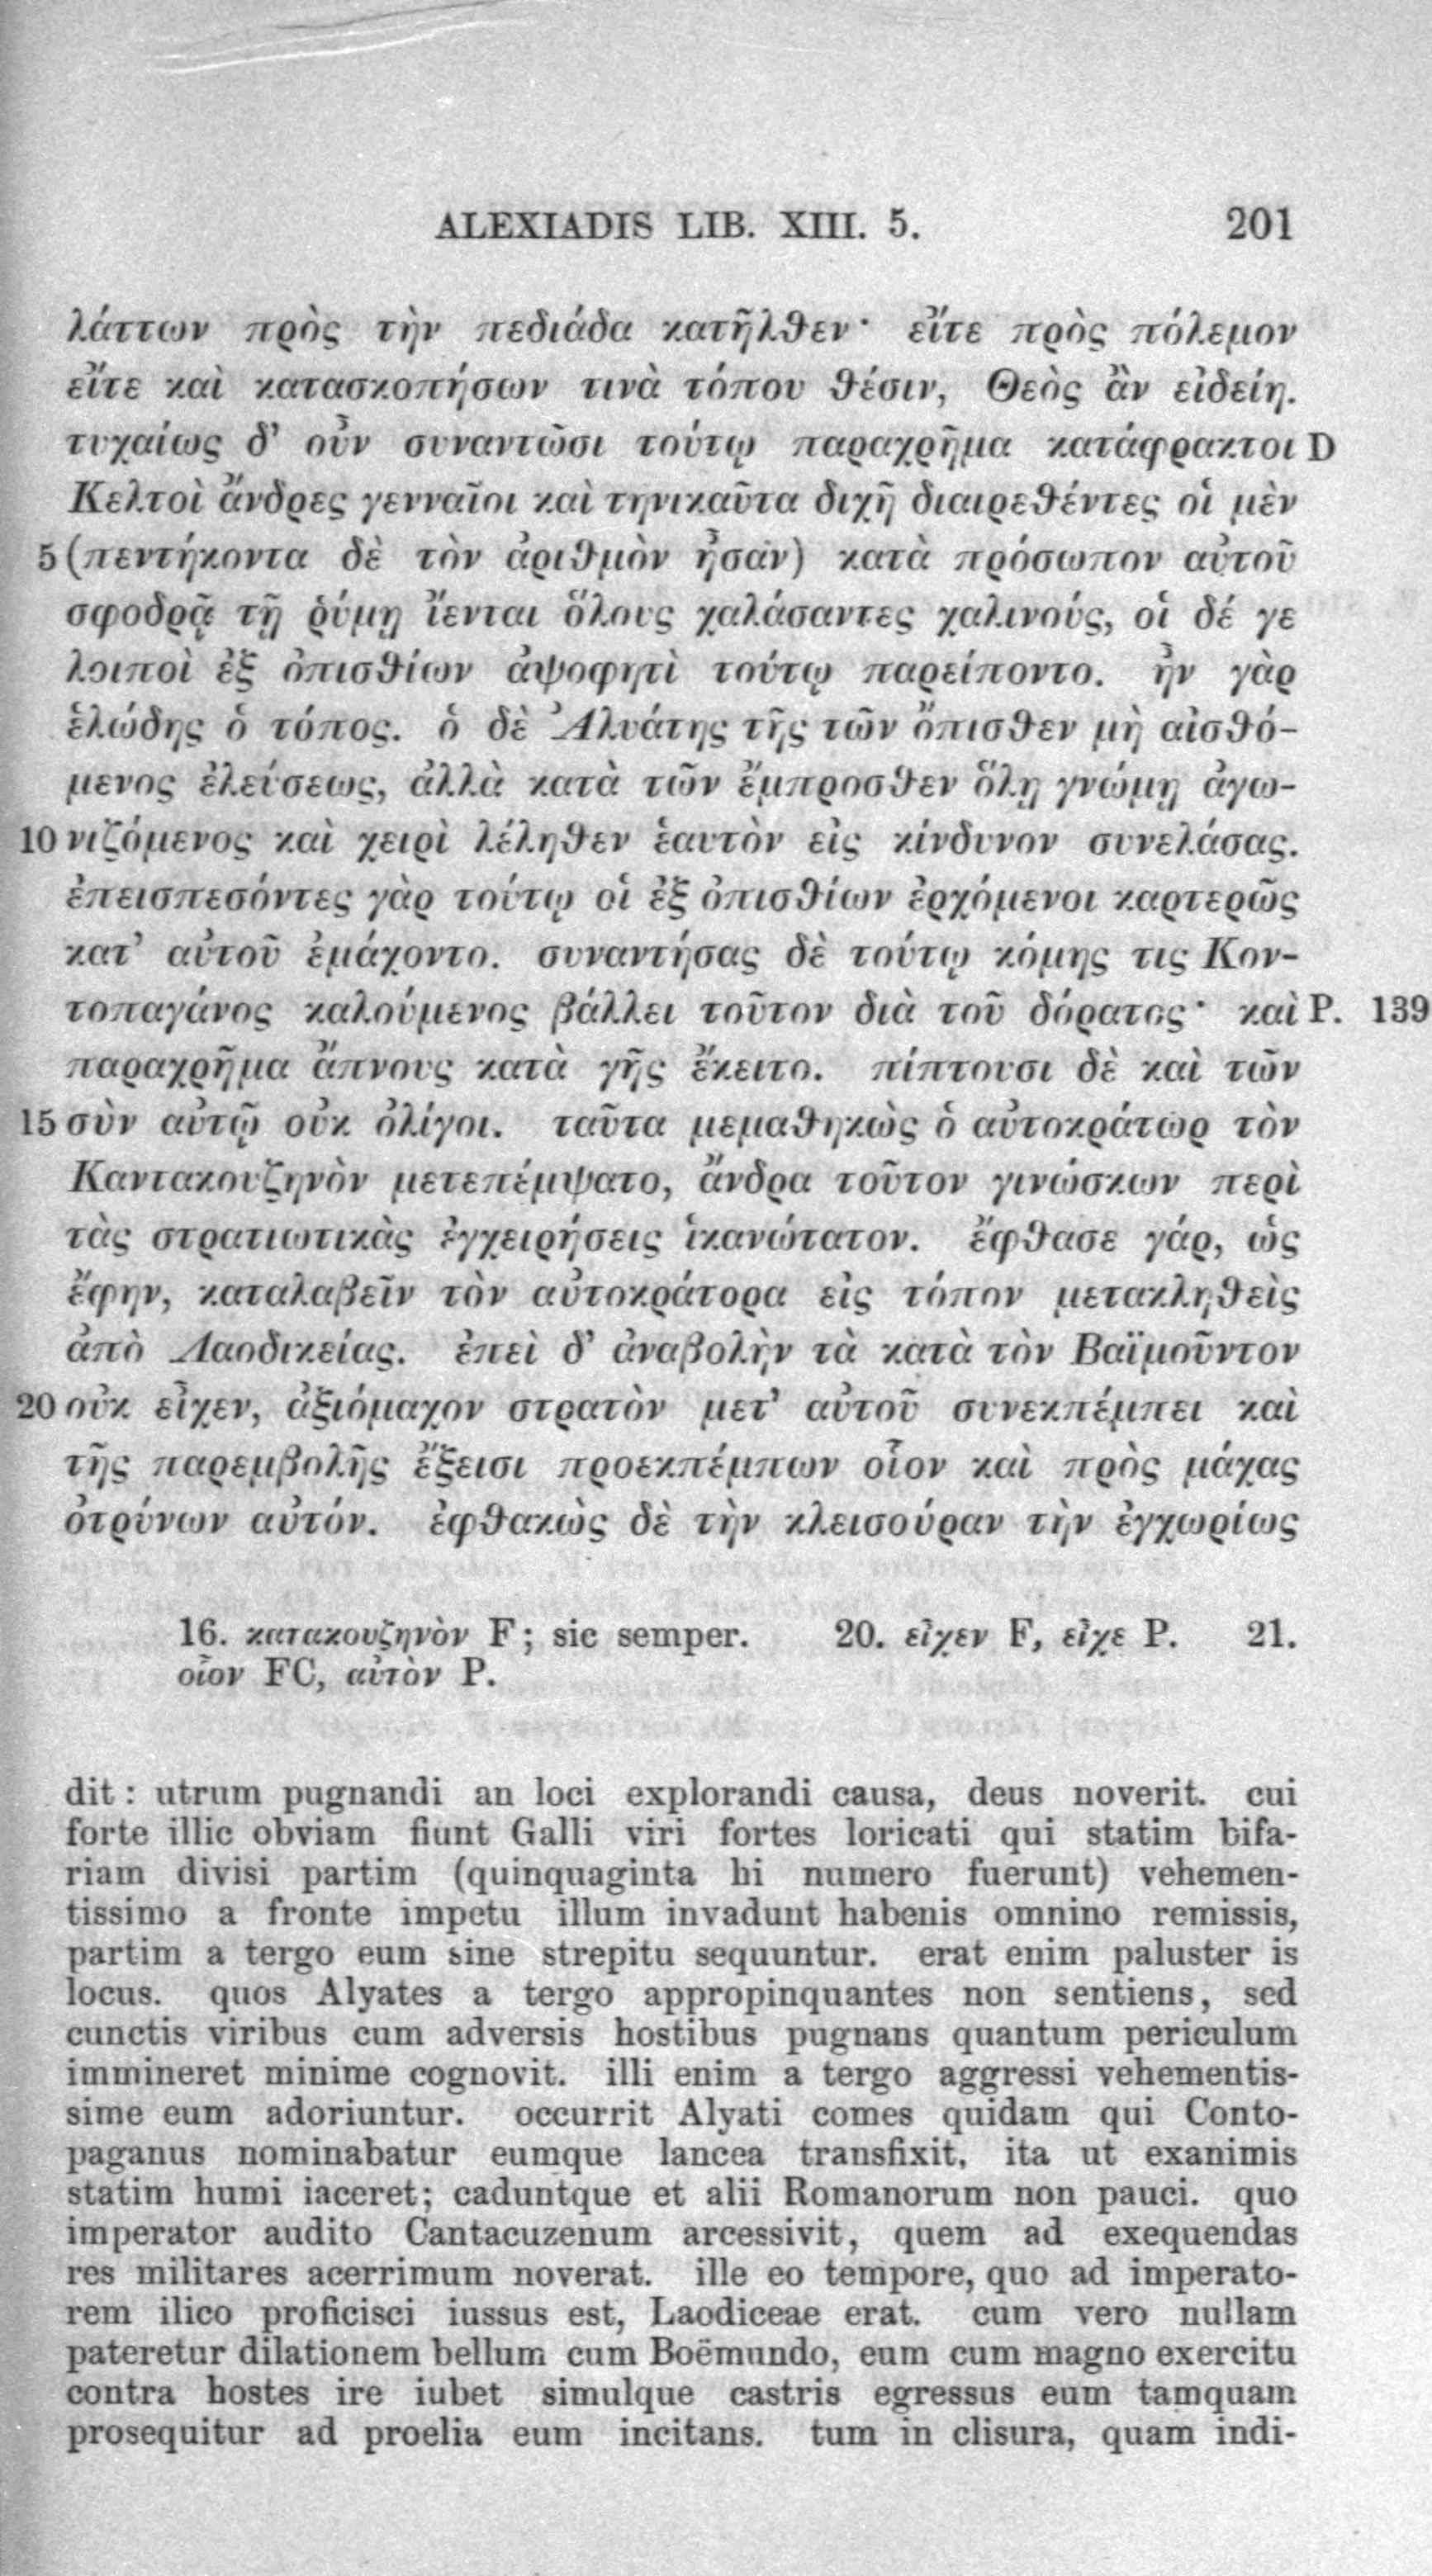 ALEXIADIS LIB. XIII. 5. 201
λάττων πρὸς τὴν πεδιάδα κατῆλθεν· εἴτε πρὸς πόλεμον
εἴτε καὶ κατασκοπήσων τινὰ τόπου θέσιν, Θεὸς ἂν εἰδείη.
τυχαίως δ' οὖν συναντῶσι τούτῳ παραχρῆμα κατάφρακτοι D
Κελτοὶ ἄνδρες γενναῖοι καὶ τηνικαῦτα διχῇ διαιρεθέντες οἱ μὲν
5 (πεντήκοντα δὲ τὸν ἀριθμὸν ἦσαν) κατὰ πρόσωπον αὐτοῦ
σφοδρᾷ τῇ ῥύμῃ ἵενται ὅλους χαλάσαντες χαλινούς, οἱ δέ γε
λοιποὶ ἐξ ὀπισθίων ἀψοφητὶ τούτῳ παρείποντο. ἦν γὰρ
ἑλώδης ὁ τόπος. ὁ δὲ Ἀλυάτης τῆς τῶν ὄπισθεν μὴ αἰσθό-
μενος ἐλεύσεως, ἀλλὰ κατὰ τῶν ἔμπροσθεν ὅλῃ γνώμῃ ἀγω-
10 νιζόμενος καὶ χειρὶ λέληθεν ἑαυτὸν εἰς κίνδυνον συνελάσας.
ἐπεισπεσόντες γὰρ τούτῳ οἱ ἐξ ὀπισθίων ἐρχόμενοι καρτερῶς
κατ' αὐτοῦ ἐμάχοντο. συναντήσας δὲ τούτῳ κόμης τις Κον-
τοπαγάνος καλούμενος βάλλει τοῦτον διὰ τοῦ δόρατος· καὶ P. 139
παραχρῆμα ἄπνους κατὰ γῆς ἔκειτο. πίπτουσι δὲ καὶ τῶν
15 σὺν αὐτῷ οὐκ ὀλίγοι. ταῦτα μεμαθηκὼς ὁ αὐτοκράτωρ τὸν
Καντακουζηνὸν μετεπέμψατο, ἄνδρα τοῦτον γινώσκων περὶ
τὰς στρατιωτικὰς ἐγχειρήσεις ἱκανώτατον. ἔφθασε γάρ, ὡς
ἔφην, καταλαβεῖν τὸν αὐτοκράτορα εἰς τόπον μετακληθεὶς
ἀπὸ Λαοδικείας. ἐπεὶ δ' ἀναβολὴν τὰ κατὰ τὸν Βαϊμοῦντον
20 οὐκ εἶχεν, ἀξιόμαχον στρατὸν μετ' αὐτοῦ συνεκπέμπει καὶ
τῆς παρεμβολῆς ἔξεισι προεκπέμπων οἷον καὶ πρὸς μάχας
ὀτρύνων αὐτόν. ἐφθακὼς δὲ τὴν κλεισούραν τὴν ἐγχωρίως
16. κατακουζηνὸν F; sic semper. 20. εἶχεν F, εἶχε P. 21.
οἷον FC, αὐτὸν P.
dit: utrum pugnandi an loci explorandi causa, deus noverit. cui
forte illic obviam fiunt Galli viri fortes loricati qui statim bifa-
riam divisi partim (quinquaginta hi numero fuerunt) vehemen-
tissimo a fronte impetu illum invadunt habenis omnino remissis,
partim a tergo eum sine strepitu sequuntur. erat enim paluster is
locus. quos Alyates a tergo appropinquantes non sentiens, sed
cunctis viribus cum adversis hostibus pugnans quantum periculum
immineret minime cognovit. illi enim a tergo aggressi vehementis-
sime eum adoriuntur. occurrit Alyati comes quidam qui Conto-
paganus nominabatur eumque lancea transfixit, ita ut exanimis
statim humi iaceret; caduntque et alii Romanorum non pauci. quo
imperator audito Cantacuzenum arcessivit, quem ad exequendas
res militares acerrimum noverat. ille eo tempore, quo ad imperato-
rem ilico proficisci iussus est, Laodiceae erat. cum vero nullam
pateretur dilationem bellum cum Boëmundo, eum cum magno exercitu
contra hostes ire iubet simulque castris egressus eum tamquam
prosequitur ad proelia eum incitans. tum in clisura, quam indi-